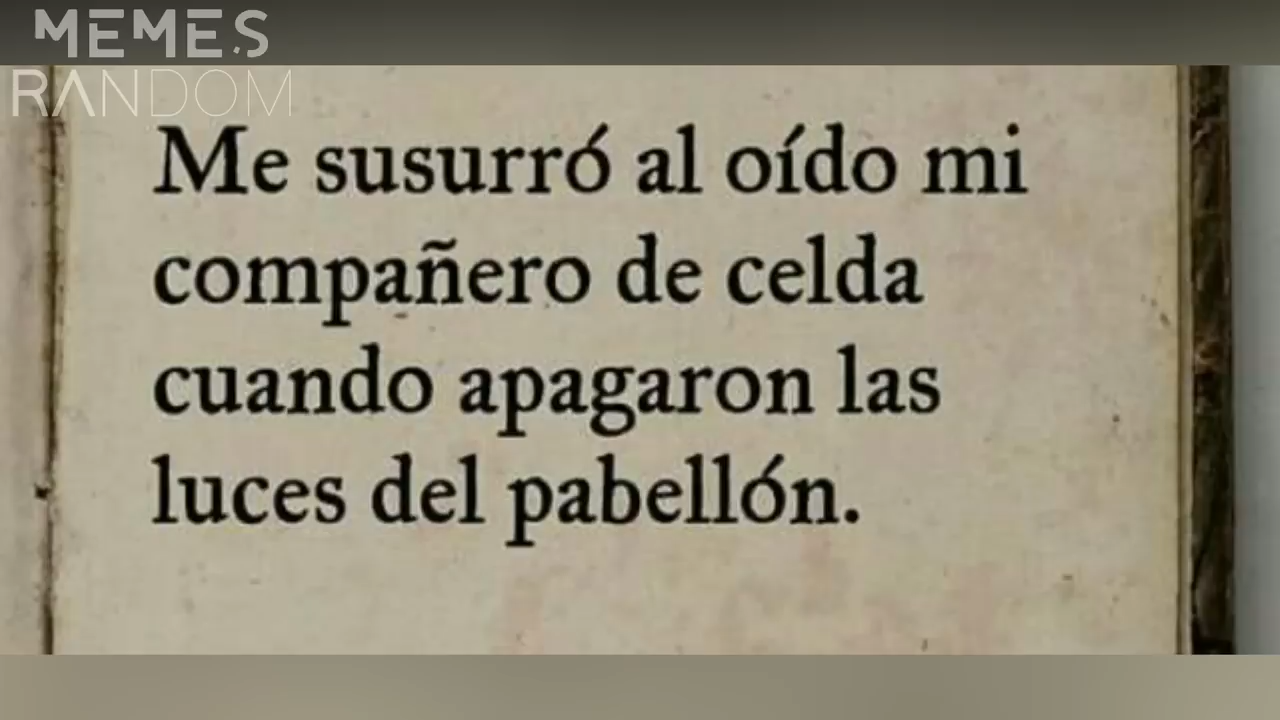 MEMES
RANDOM
Me susurró al oído mi
compañero de celda
cuando apagaron las
luces del pabellón.